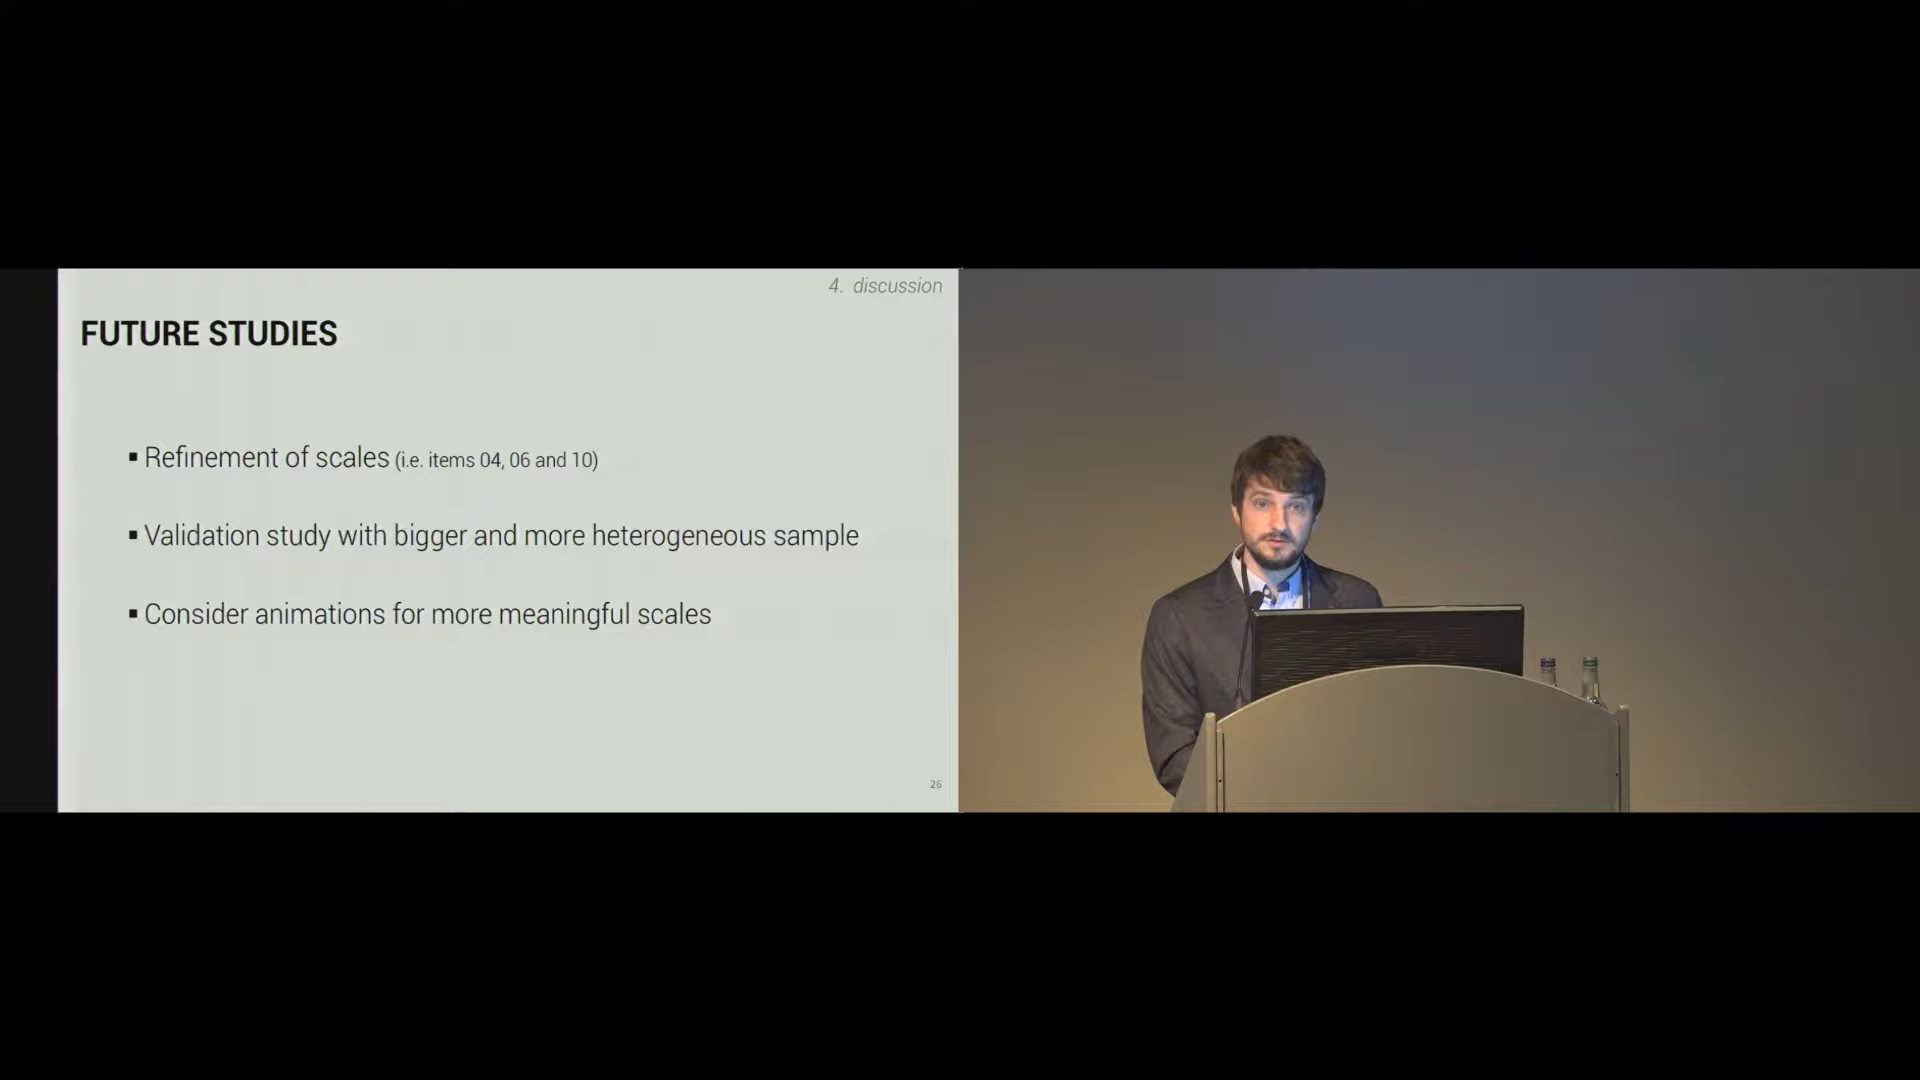 4. discussion
FUTURE STUDIES
▪ Refinement of scales (i.e. items 04, 06 and 10)
▪ Validation study with bigger and more heterogeneous sample
▪ Consider animations for more meaningful scales
26